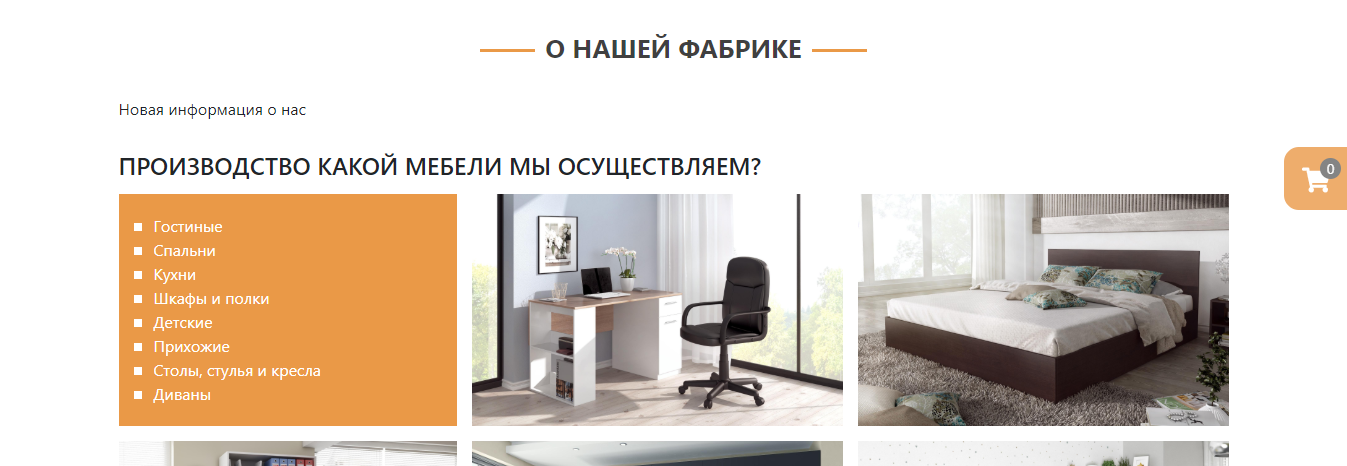 О НАШЕЙ ФАБРИКЕ
Новая информация о нас
ПРОИЗВОДСТВО КАКОЙ МЕБЕЛИ МЫ ОСУЩЕСТВЛЯЕМ?
0
Гостиные
Спальни
Кухни
Шкафы и полки
Детские
Прихожие
Столы, стулья и кресла
Диваны